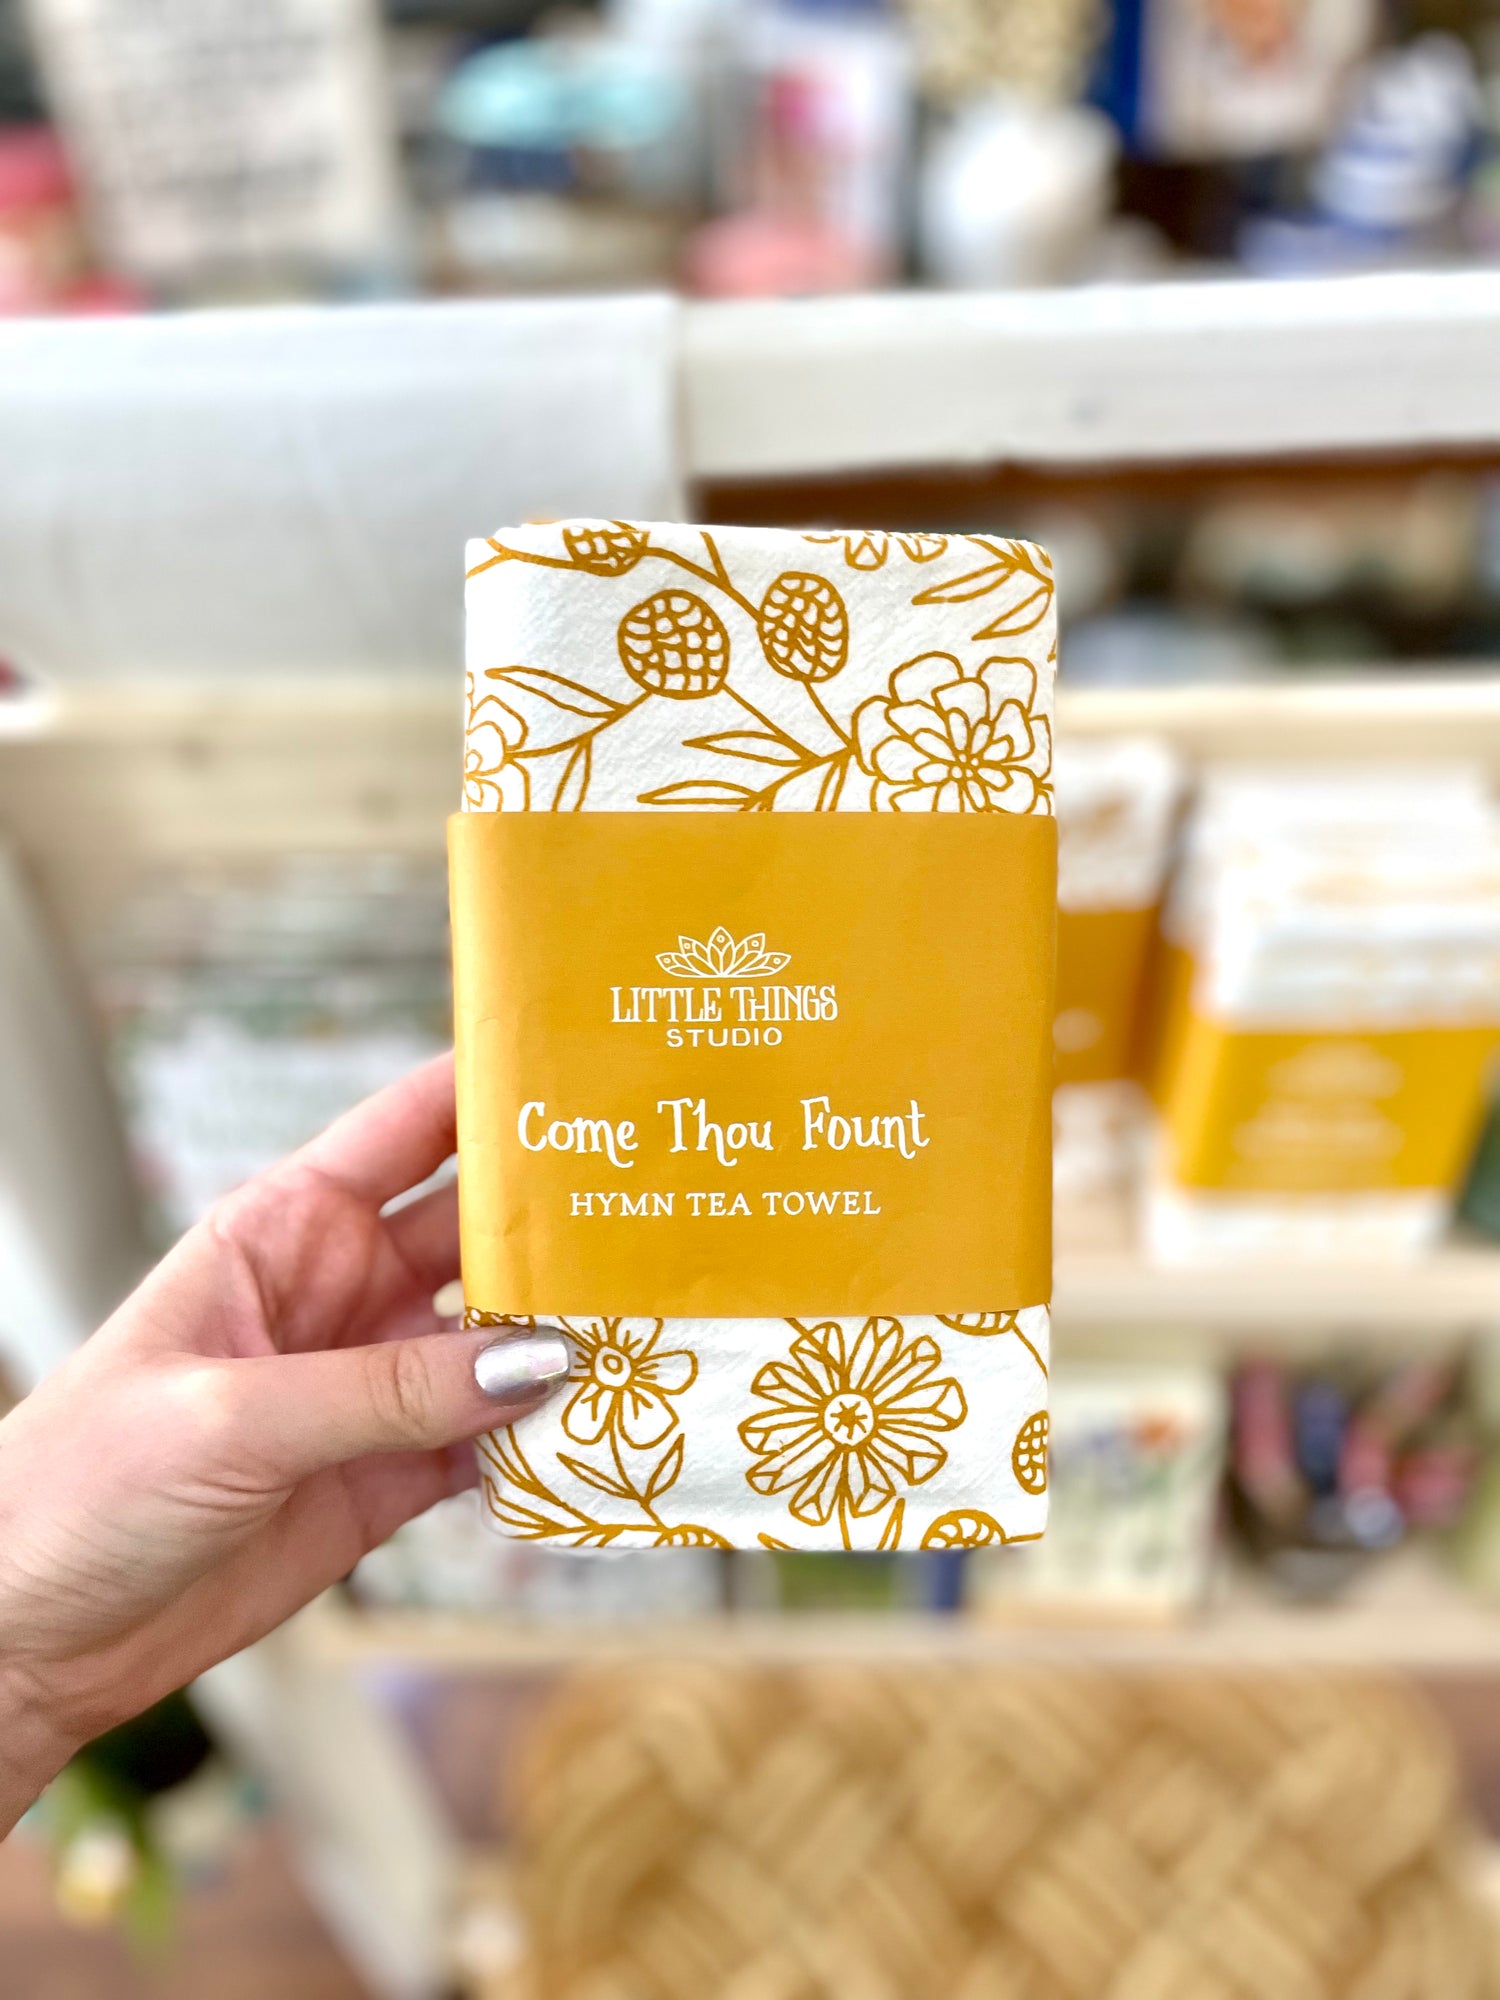 LITTLE THINGS
STUDIO
Come Thou Fount
HYMN TEA TOWEL